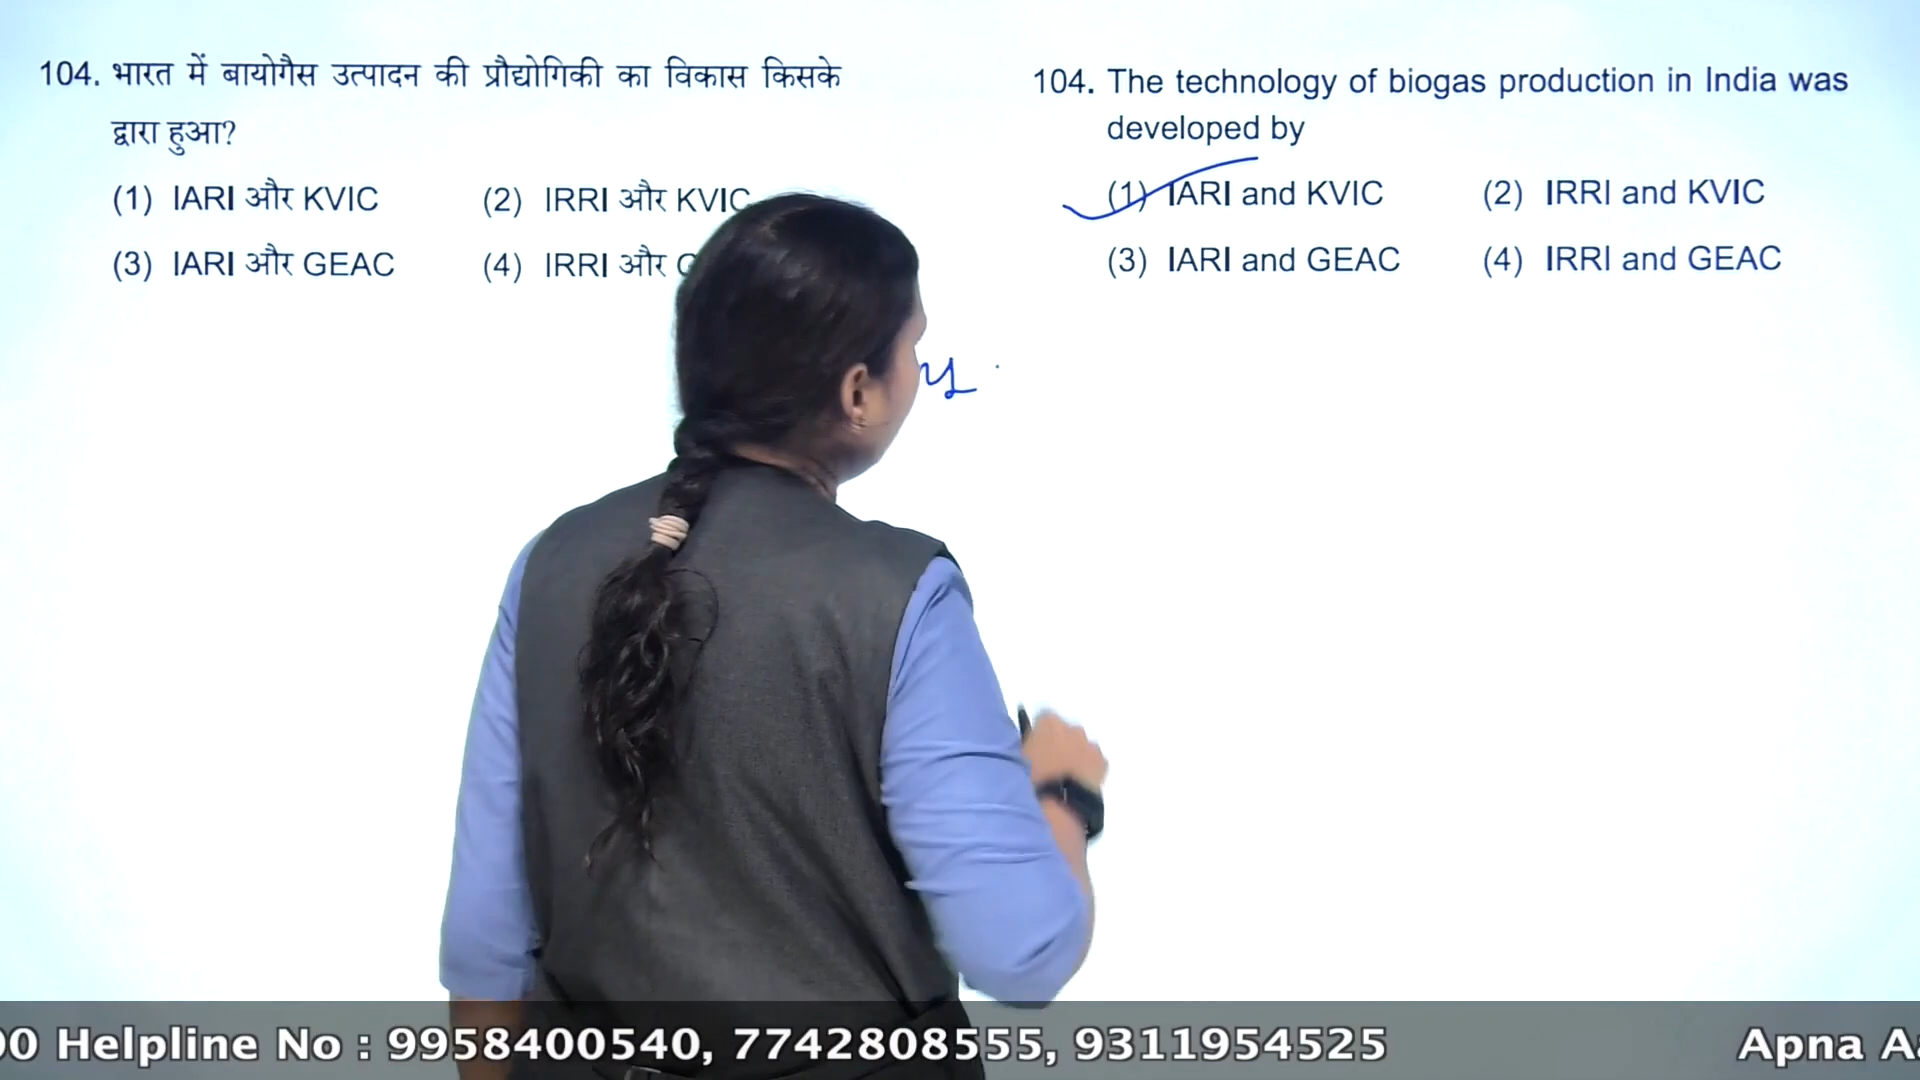 104. भारत में बायोगैस उत्पादन की प्रौद्योगिकी का विकास किसके
द्वारा हुआ?
(1) IARI और KVIC (2) IRRI और KVIC
(3) IARI और GEAC (4) IRRI और
104. The technology of biogas production in India was
developed by
(1) IARI and KVIC (2) IRRI and KVIC
(3) IARI and GEAC (4) IRRI and GEAC
Helpline No : 9958400540, 7742808555, 9311954525 Apna